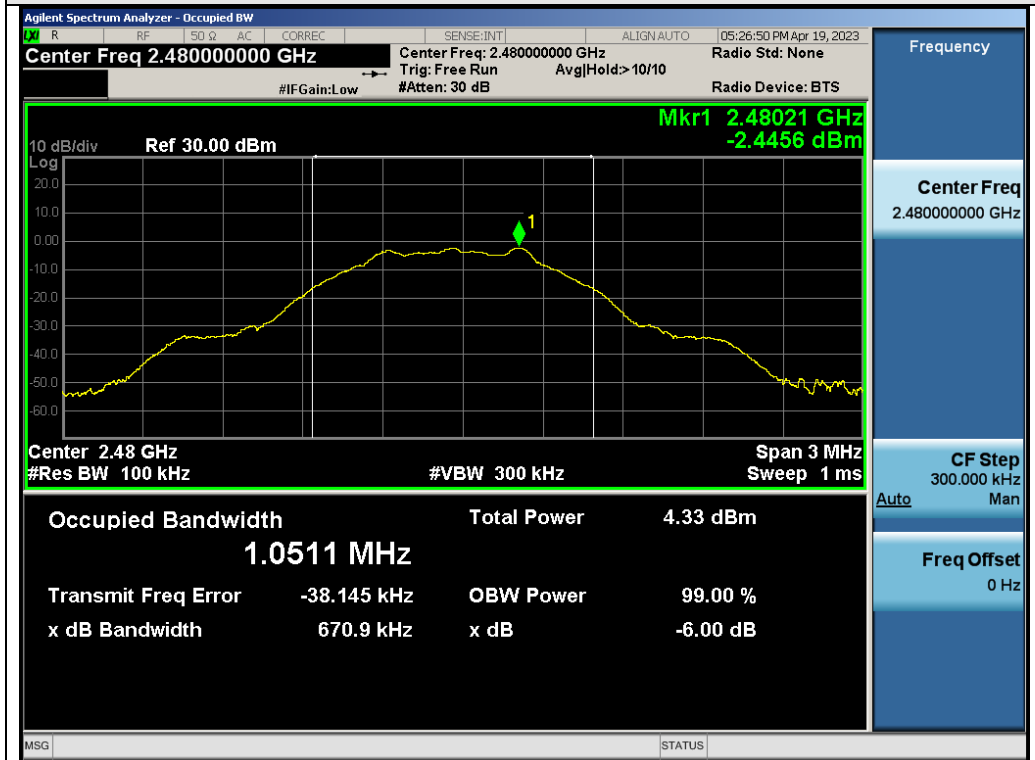 Agilent Spectrum Analyzer - Occupied BW
LXI R RF 50 Ω AC CORREC SENSE:INT ALIGN AUTO 05:26:50 PM Apr 19, 2023
Center Freq 2.480000000 GHz
Center Freq: 2.480000000 GHz
Radio Std: None
Trig: Free Run Avg|Hold:> 10/10
#IFGain:Low
#Atten: 30 dB
Radio Device: BTS
Frequency
Mkr1 2.48021 GHz
-2.4456 dBm
10 dB/div Ref 30.00 dBm
Log
20.0
10.0
0.00
-10.0
-20.0
-30.0
-40.0
-50.0
-60.0
1
Center 2.48 GHz Span 3 MHz
#Res BW 100 kHz #VBW 300 kHz Sweep 1 ms
Center Freq
2.480000000 GHz
CF Step
300.000 kHz
Auto Man
Freq Offset
0 Hz
Occupied Bandwidth Total Power 4.33 dBm
1.0511 MHz
Transmit Freq Error -38.145 kHz OBW Power 99.00 %
x dB Bandwidth 670.9 kHz x dB -6.00 dB
MSG STATUS